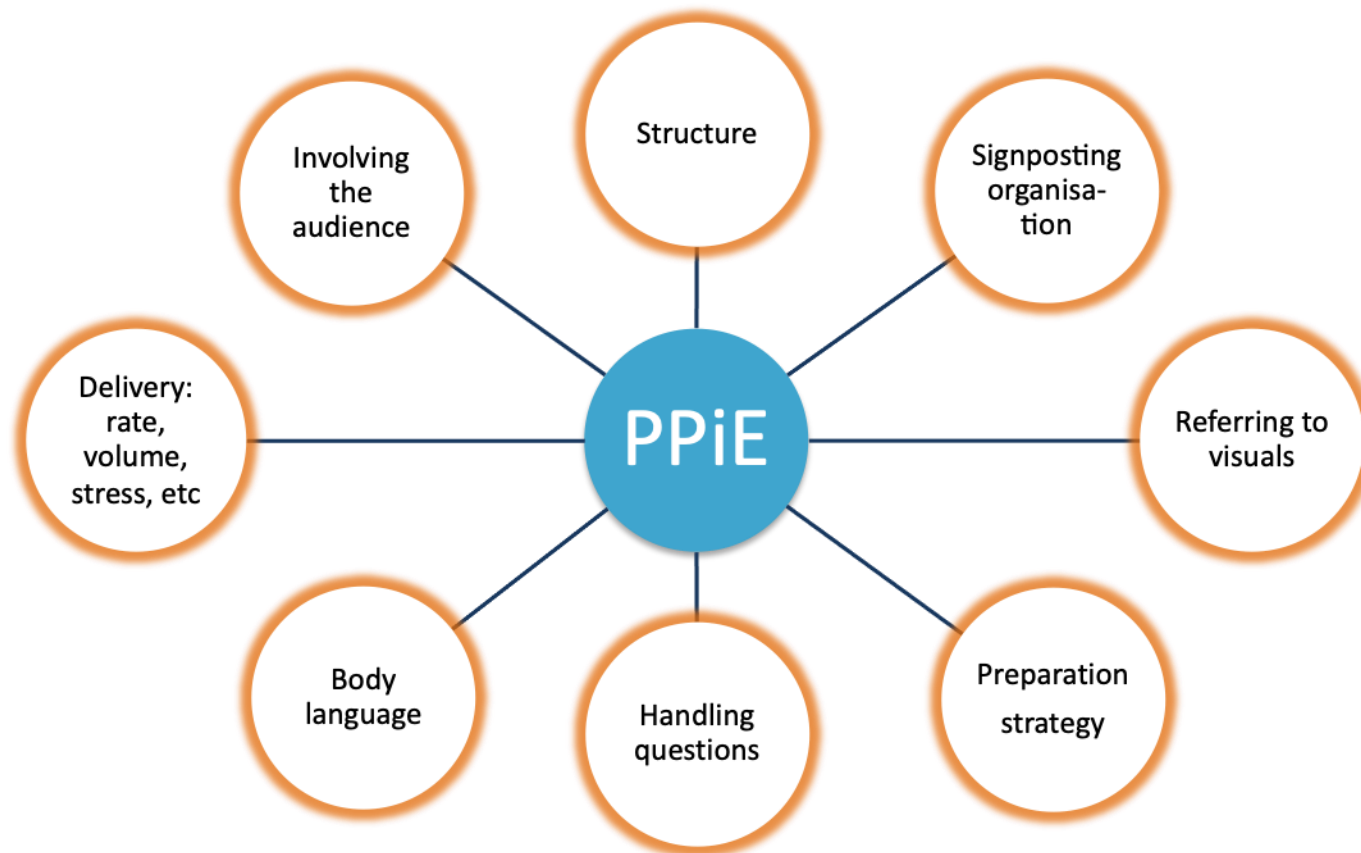 Structure
Signposting
organisa-
tion
Referring to
visuals
Preparation
strategy
Handling
questions
Body
language
Delivery:
rate,
volume,
stress, etc
Involving
the
audience
PPiE